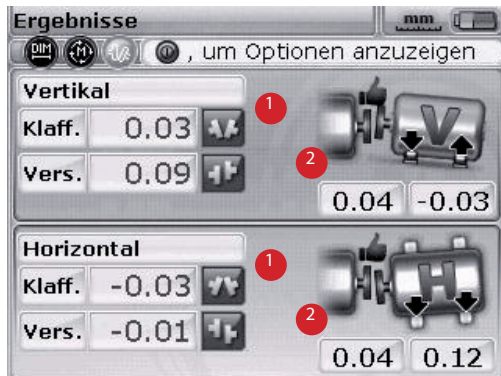 Ergebnisse mm
DIM M , um Optionen anzuzeigen
Vertikal
1
Klaff. 0.03 V
2
Vers. 0.09
0.04 -0.03
Horizontal
1
Klaff. -0.03 H
2
Vers. -0.01
0.04 0.12